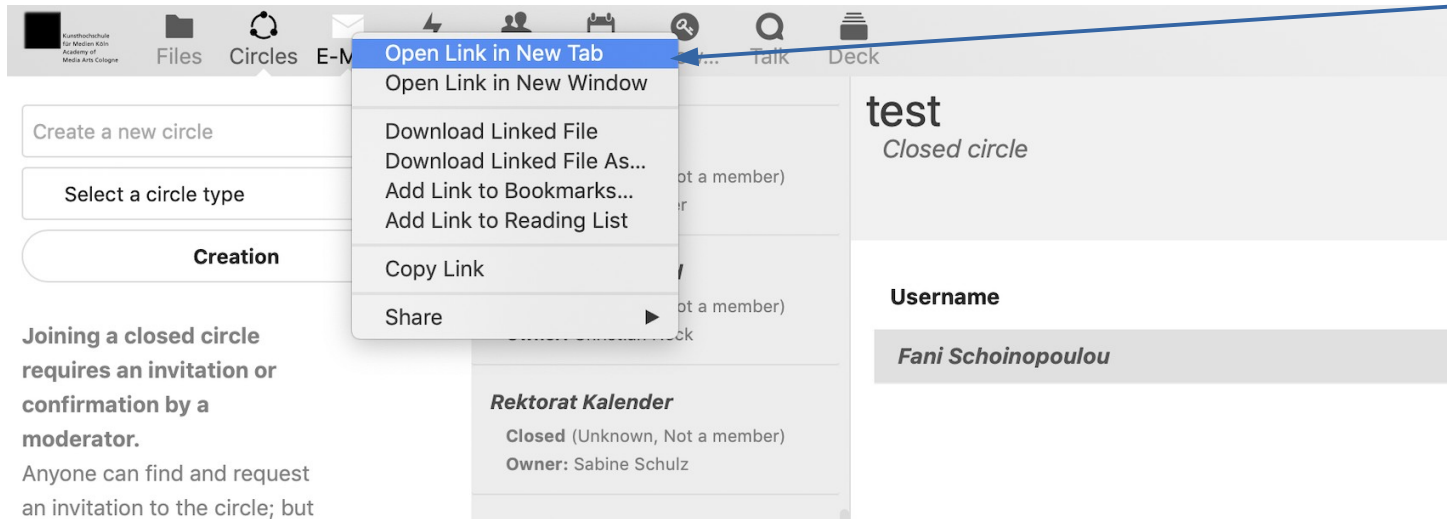 Kunsthochschule
für Medien Köln
Academy of
Media Arts Cologne
Files
Circles
E-M
Talk
Deck
Open Link in New Tab
Open Link in New Window
Download Linked File
Download Linked File As...
Add Link to Bookmarks...
Add Link to Reading List
Copy Link
Share
Create a new circle
Select a circle type
Creation
Joining a closed circle
requires an invitation or
confirmation by a
moderator.
Anyone can find and request
an invitation to the circle; but
ot a member)
ot a member)
Rektorat Kalender
Closed (Unknown, Not a member)
Owner: Sabine Schulz
test
Closed circle
Username
Fani Schoinopoulou